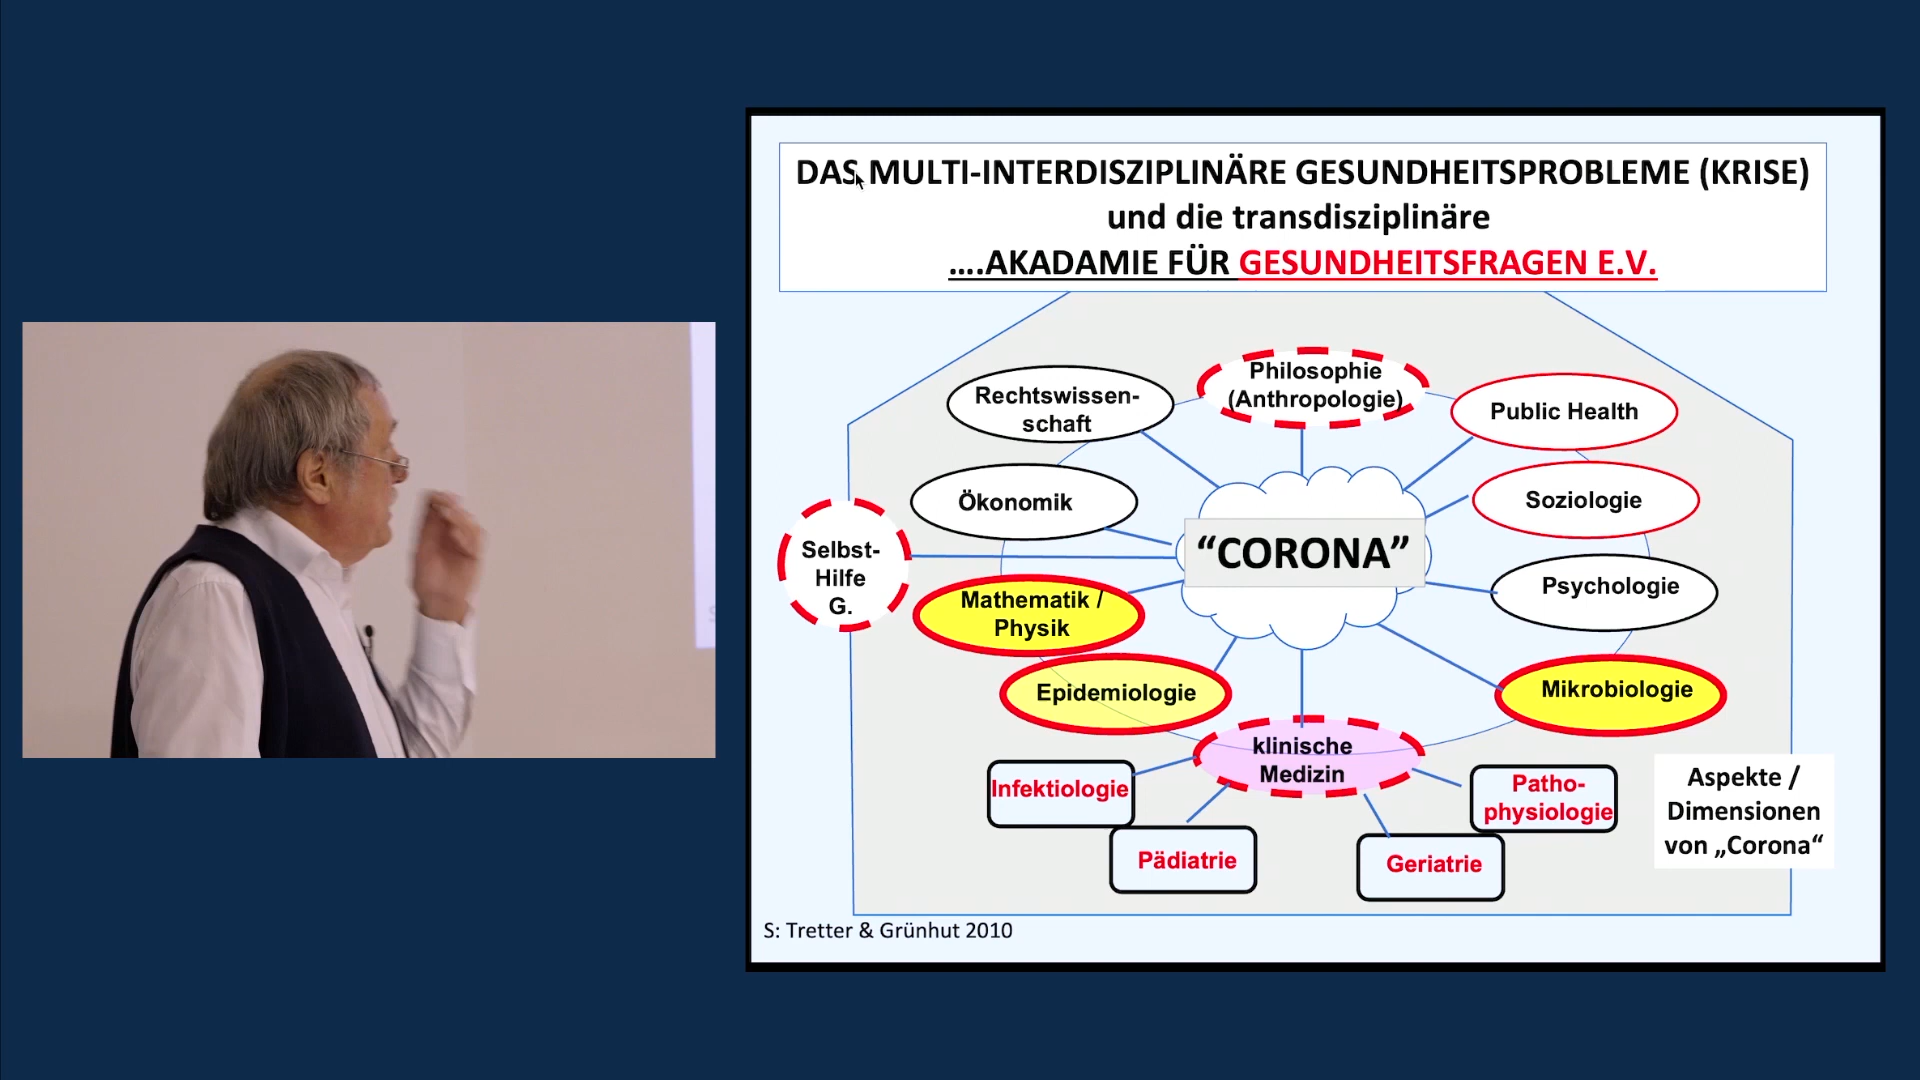 DAS MULTI-INTERDISZIPLINÄRE GESUNDHEITSPROBLEME (KRISE)
und die transdisziplinäre
....AKADAMIE FÜR GESUNDHEITSFRAGEN E.V.
Philosophie
(Anthropologie)
Rechtswissen-
schaft
Public Health
Ökonomik
Soziologie
Selbst-
Hilfe
G.
“CORONA”
Mathematik /
Physik
Psychologie
Epidemiologie
Mikrobiologie
klinische
Medizin
Infektiologie
Patho-
physiologie
Pädiatrie
Geriatrie
Aspekte /
Dimensionen
von „Corona“
S: Tretter & Grünhut 2010